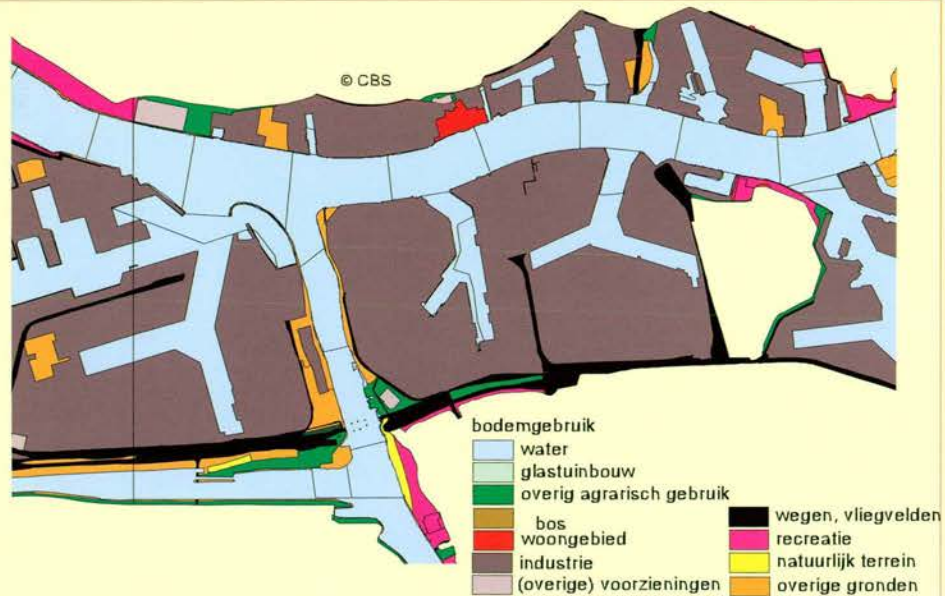 © CBS
bodemgebruik
water
glastuinbouw
overig agrarisch gebruik
bos
woongebied
industrie
(overige) voorzieningen
wegen, vliegvelden
recreatie
natuurlijk terrein
overige gronden